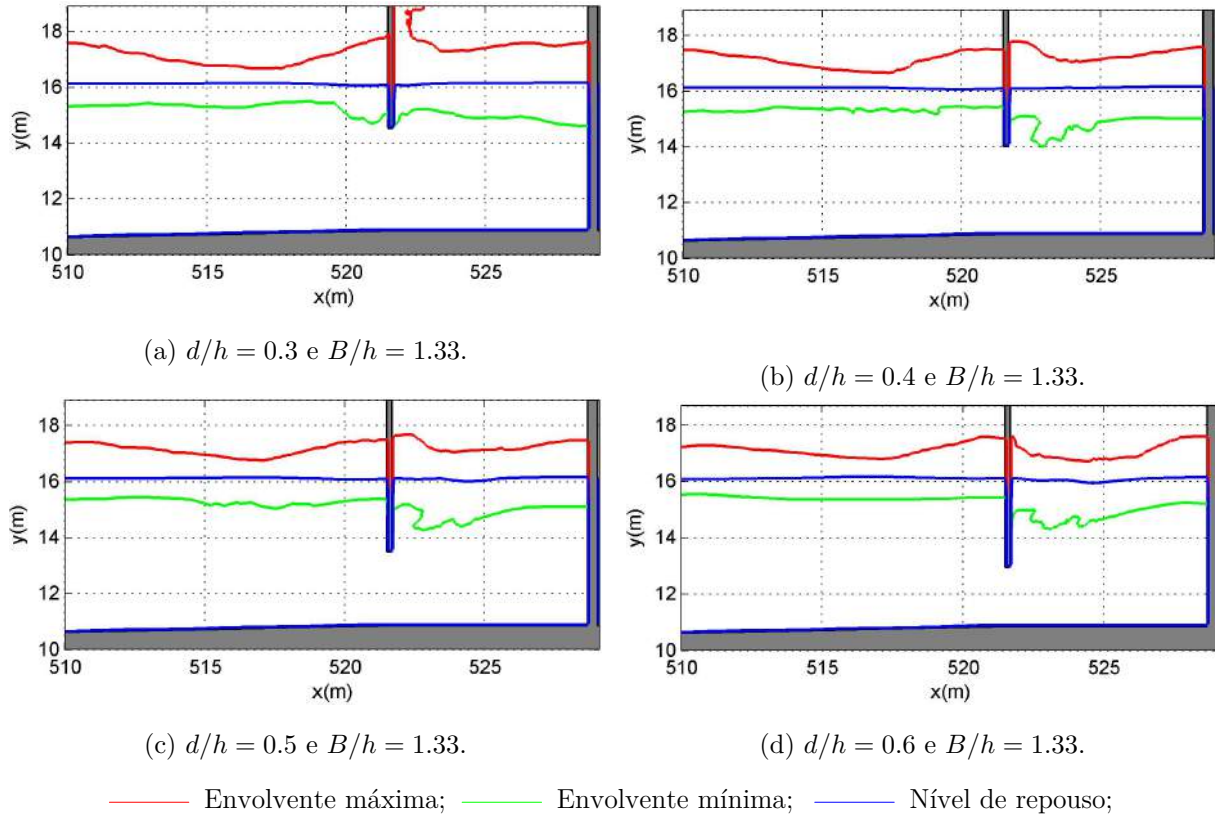 18
16
14
12
10
y(m)
510
515
520
525
x(m)
(a) d/h = 0.3 e B/h = 1.33.
18
16
14
12
10
y(m)
510
515
520
525
x(m)
(b) d/h = 0.4 e B/h = 1.33.
18
16
14
12
10
y(m)
510
515
520
525
x(m)
(c) d/h = 0.5 e B/h = 1.33.
18
16
14
12
10
y(m)
510
515
520
525
x(m)
(d) d/h = 0.6 e B/h = 1.33.
Envolvente máxima; Envolvente mínima; Nível de repouso;